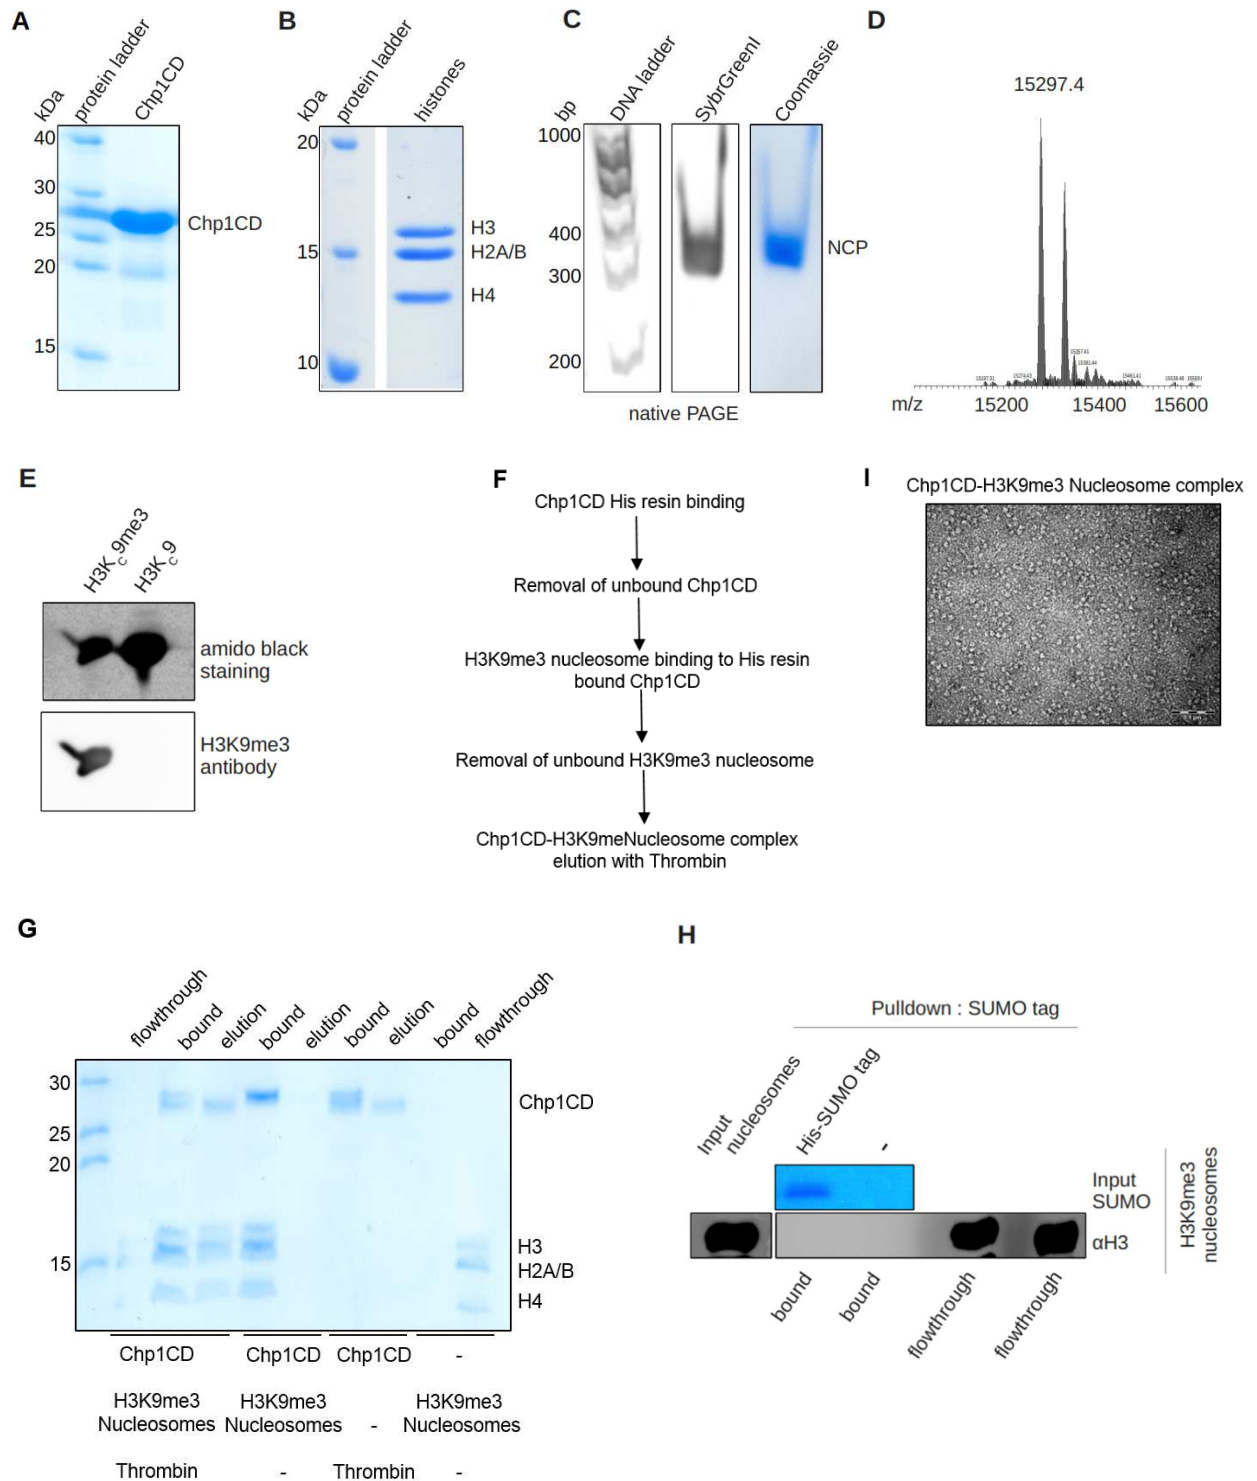 A
kDa
protein ladder
Chp1CD
40
30
25
20
15
Chp1CD
B
kDa
protein ladder
histones
20
15
10
H3
H2A/B
H4
C
bp
DNA ladder
SybrGreenI
Coomassie
1000
400
300
200
NCP
native PAGE
D
15297.4
m/z
15200
15400
15600
E
H3Kc9me3
H3Kc9
amido black
staining
H3K9me3
antibody
F
Chp1CD His resin binding
Removal of unbound Chp1CD
H3K9me3 nucleosome binding to His resin
bound Chp1CD
Removal of unbound H3K9me3 nucleosome
Chp1CD-H3K9meNucleosome complex
elution with Thrombin
I
Chp1CD-H3K9me3 Nucleosome complex
G
flowthrough
bound
elution
bound
elution
bound
elution
bound
flowthrough
30
25
20
15
Chp1CD
H3
H2A/B
H4
Chp1CD
Chp1CD
Chp1CD
-
H3K9me3
Nucleosomes
H3K9me3
Nucleosomes
-
H3K9me3
Nucleosomes
Thrombin
-
Thrombin
-
H
Pulldown : SUMO tag
Input
nucleosomes
His-SUMO tag
-
Input
SUMO
αH3
H3K9me3
nucleosomes
bound
bound
flowthrough
flowthrough